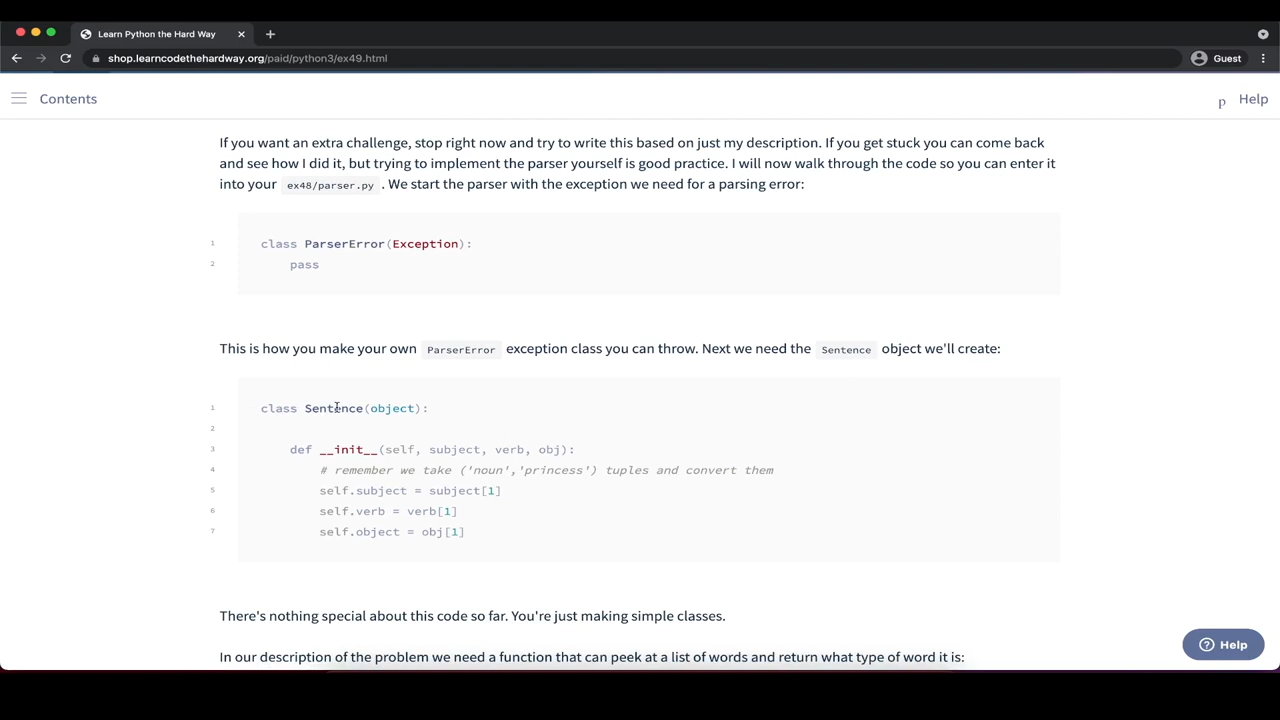 Learn Python the Hard Way
shop.learncodethehardway.org/paid/python3/ex49.html
Guest
Contents
p
Help
If you want an extra challenge, stop right now and try to write this based on just my description. If you get stuck you can come back
and see how I did it, but trying to implement the parser yourself is good practice. I will now walk through the code so you can enter it
into your ex48/parser.py . We start the parser with the exception we need for a parsing error:
1 class ParserError(Exception):
2 pass
This is how you make your own ParserError exception class you can throw. Next we need the Sentence object we'll create:
1 class Sentence(object):
2
3 def __init__(self, subject, verb, obj):
4 # remember we take ('noun','princess') tuples and convert them
5 self.subject = subject[1]
6 self.verb = verb[1]
7 self.object = obj[1]
There's nothing special about this code so far. You're just making simple classes.
In our description of the problem we need a function that can peek at a list of words and return what type of word it is:
Help